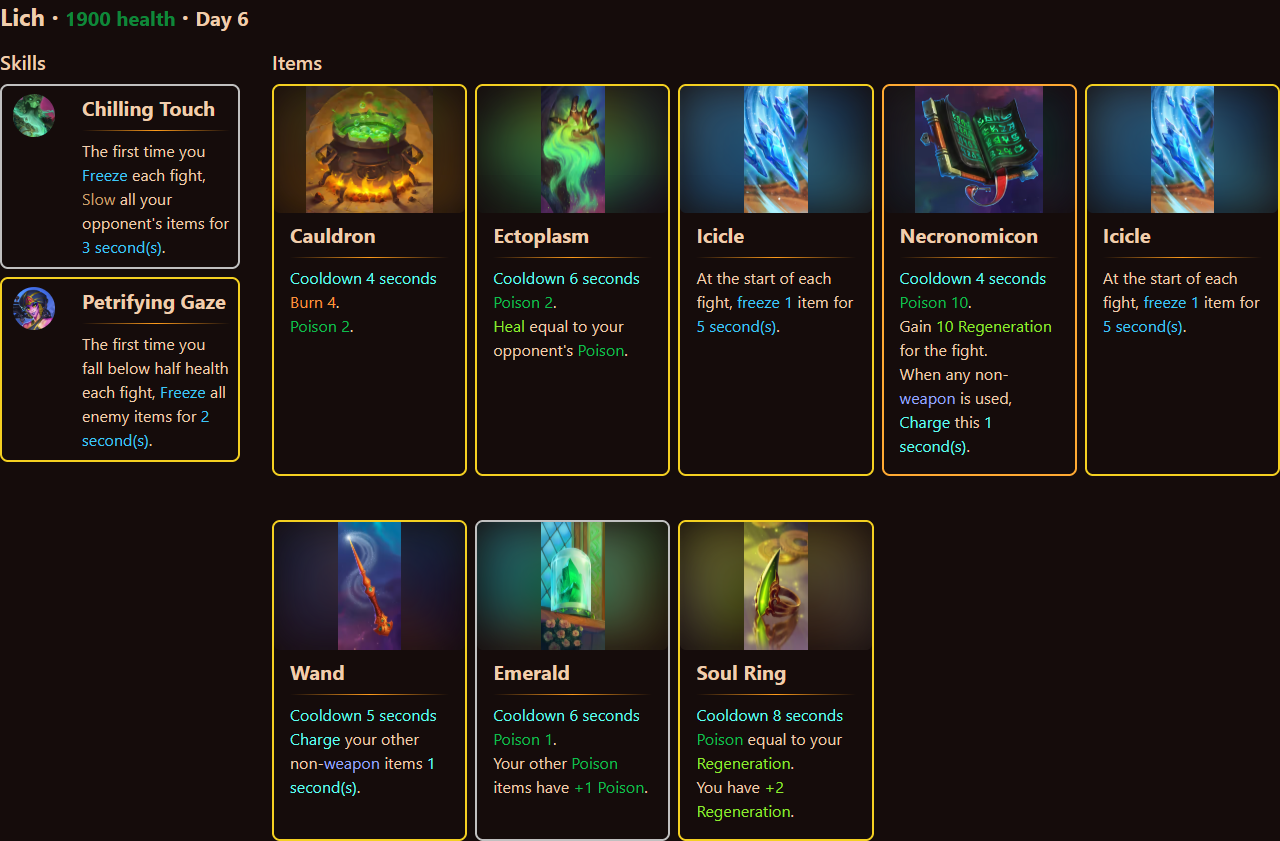 Lich · 1900 health · Day 6
Skills
Chilling Touch
The first time you
Freeze each fight,
Slow all your
opponent's items for
3 second(s).
Petrifying Gaze
The first time you
fall below half health
each fight, Freeze all
enemy items for 2
second(s).
Items
Cauldron
Cooldown 4 seconds
Burn 4.
Poison 2.
Ectoplasm
Cooldown 6 seconds
Poison 2.
Heal equal to your
opponent's Poison.
Icicle
At the start of each
fight, freeze 1 item for
5 second(s).
Necronomicon
Cooldown 4 seconds
Poison 10.
Gain 10 Regeneration
for the fight.
When any non-
weapon is used,
Charge this 1
second(s).
Icicle
At the start of each
fight, freeze 1 item for
5 second(s).
Wand
Cooldown 5 seconds
Charge your other
non-weapon items 1
second(s).
Emerald
Cooldown 6 seconds
Poison 1.
Your other Poison
items have +1 Poison.
Soul Ring
Cooldown 8 seconds
Poison equal to your
Regeneration.
You have +2
Regeneration.